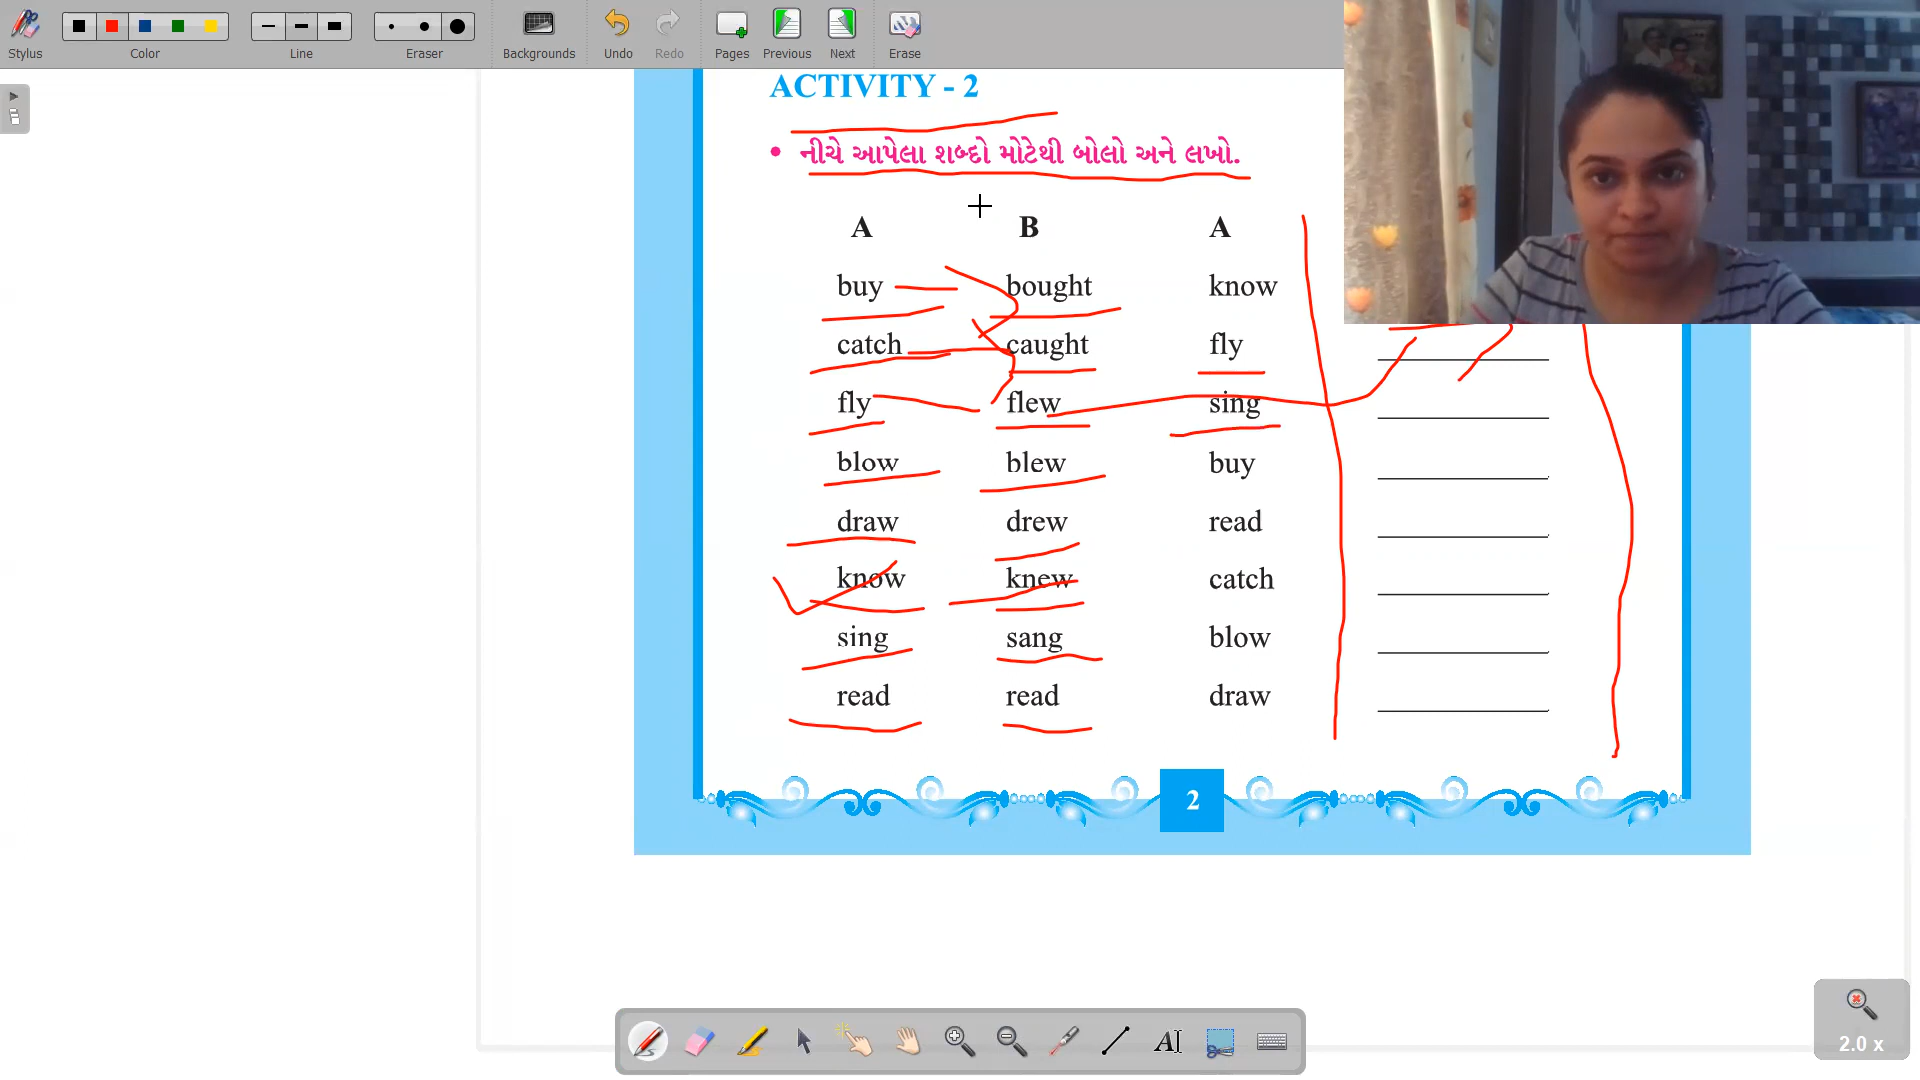 Stylus
Color
Line
Eraser
Backgrounds
Undo
Redo
Pages
Previous
Next
Erase
ACTIVITY - 2
• નીચે આપેલા શબ્દો મોટેથી બોલો અને લખો.
A B A
buy bought know
catch caught fly
fly flew sing
blow blew buy
draw drew read
know knew catch
sing sang blow
read read draw
2
2.0 x